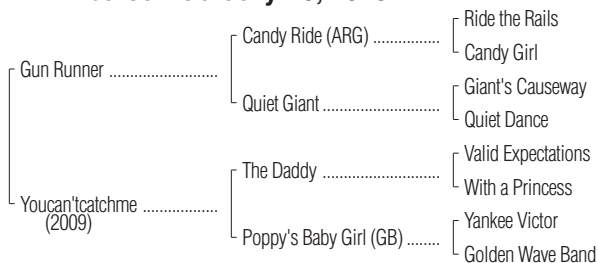 Ride the Rails
Candy Ride (ARG) ................
Candy Girl
Gun Runner ..........................
Giant's Causeway
Quiet Giant ............................
Quiet Dance
Valid Expectations
The Daddy ............................
With a Princess
Youcan'tcatchme ..................
(2009)
Yankee Victor
Poppy's Baby Girl (GB) ........
Golden Wave Band